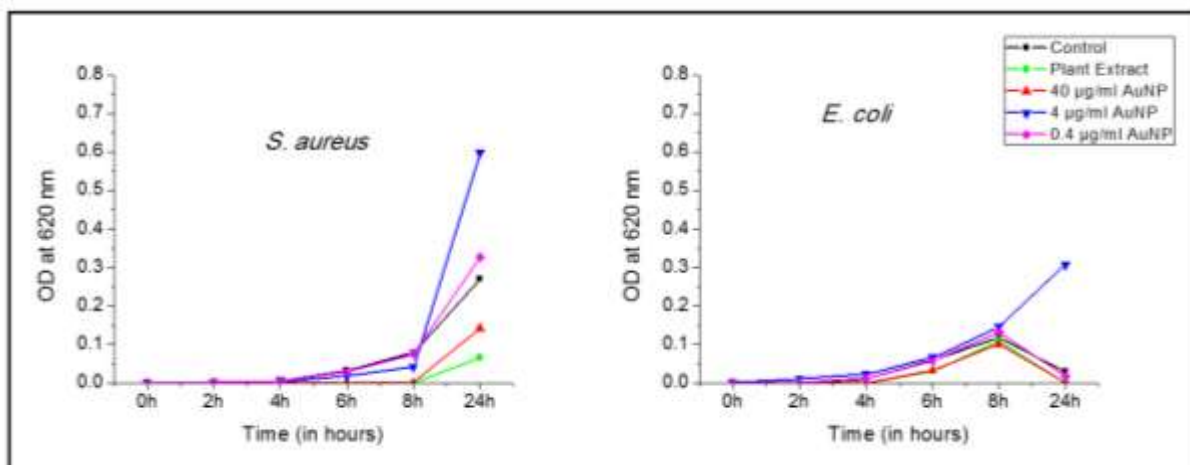 S. aureus
0.8
0.7
0.6
0.5
0.4
0.3
0.2
0.1
0.0
OD at 620 nm
0h 2h 4h 6h 8h 24h
Time (in hours)
E. coli
0.8
0.7
0.6
0.5
0.4
0.3
0.2
0.1
0.0
OD at 620 nm
0h 2h 4h 6h 8h 24h
Time (in hours)
Control
Plant Extract
40 µg/ml AuNP
4 µg/ml AuNP
0.4 µg/ml AuNP